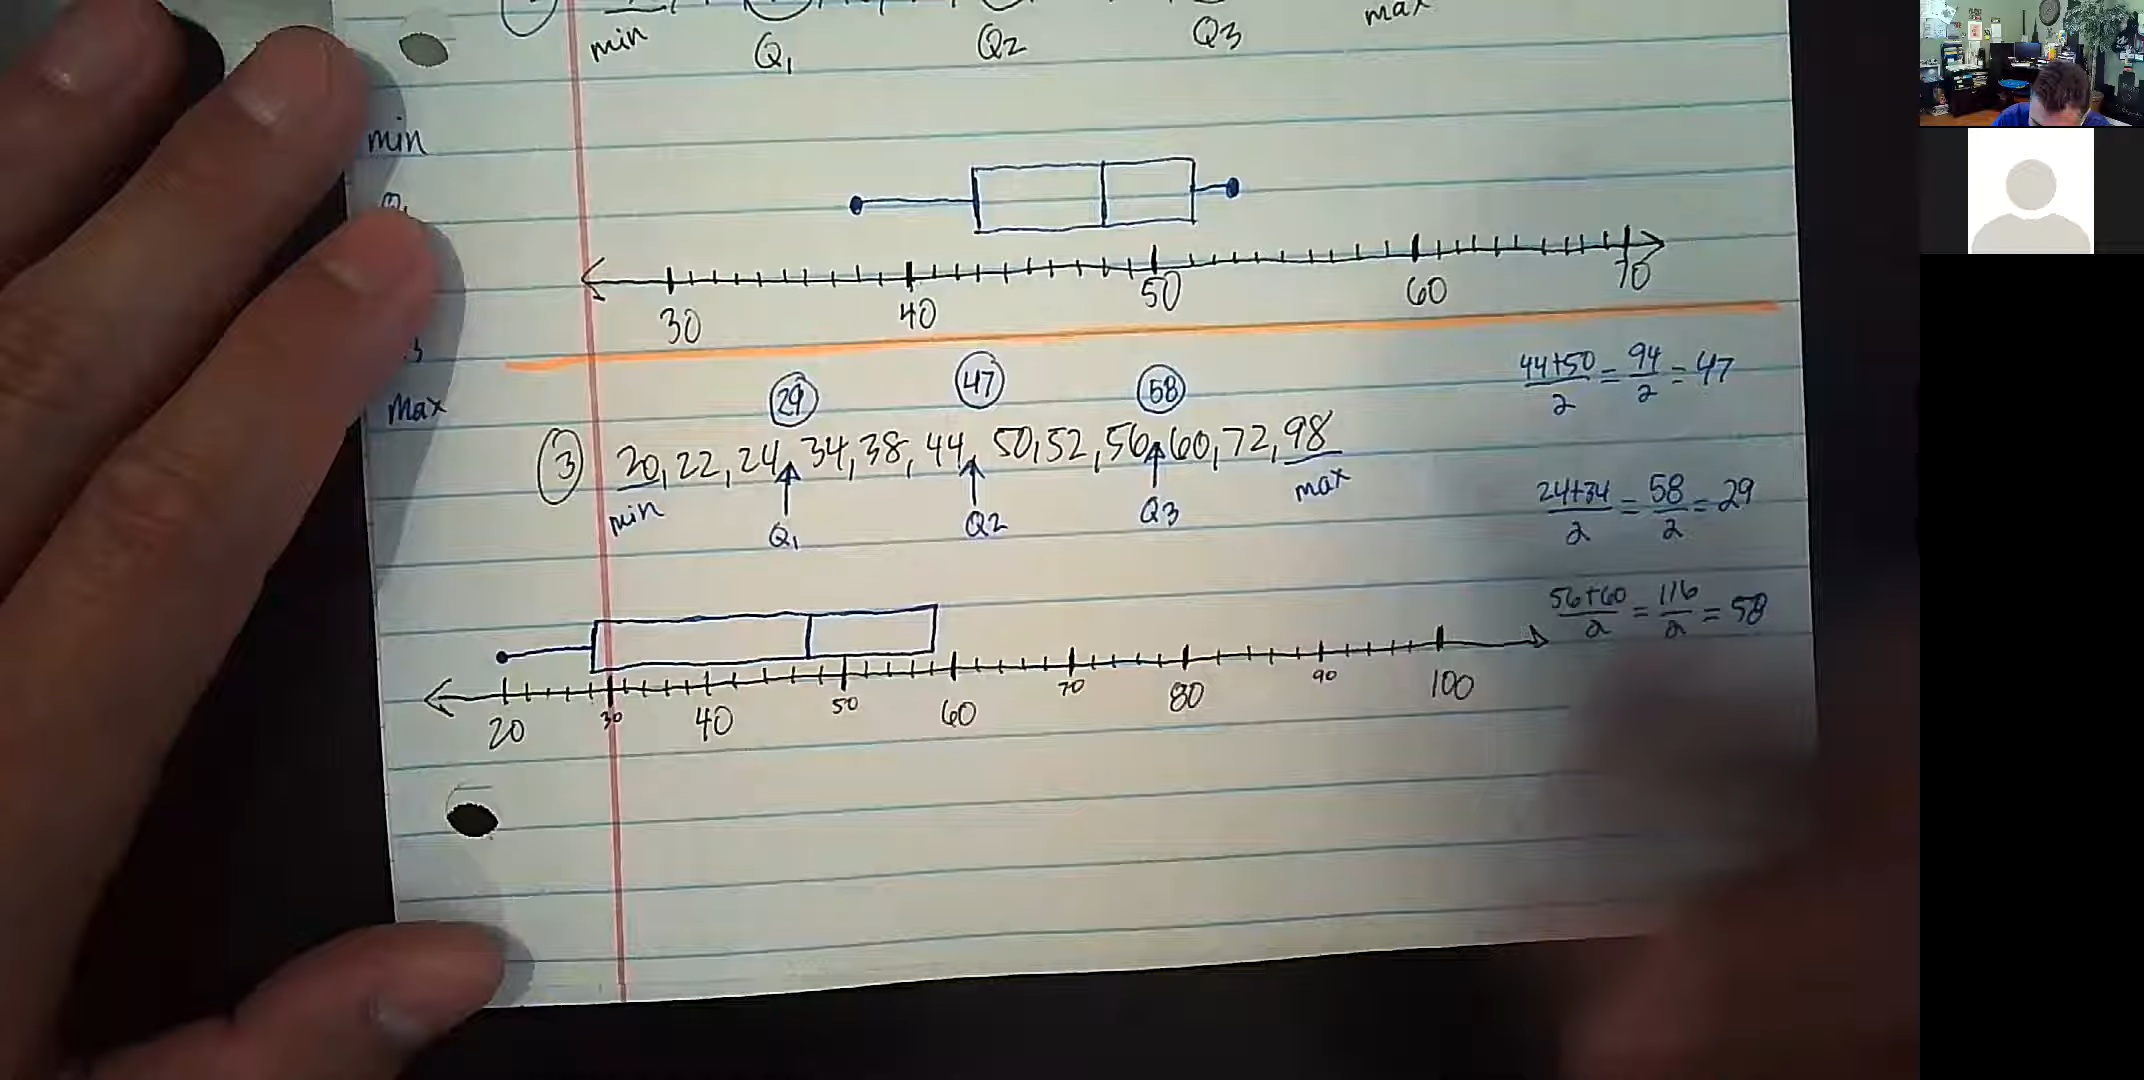 min Q1 Q2 Q3 max
min
Max
30 40 50 60 70
29 47 58
44+50/2 = 94/2 = 47
3 20, 22, 24, 34, 38, 44, 50, 52, 56, 60, 72, 98
min Q1 Q2 Q3 max
24+34/2 = 58/2 = 29
56+60/2 = 116/2 = 58
20 30 40 50 60 70 80 90 100